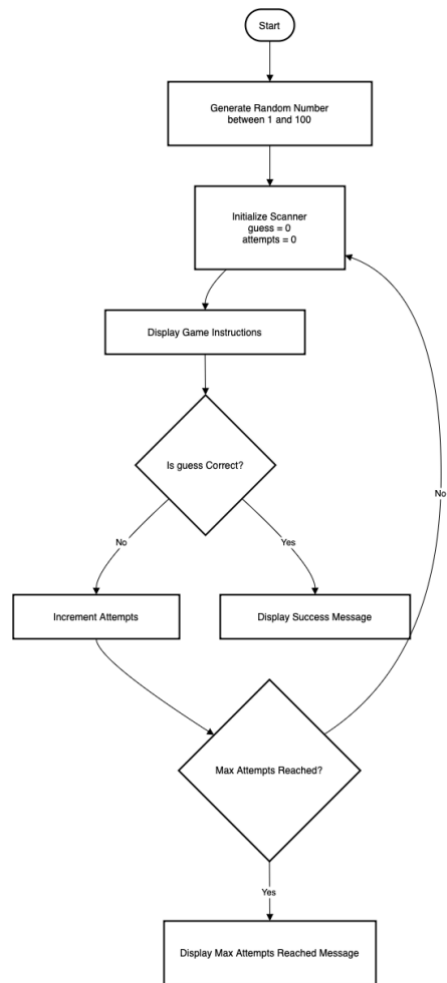 Start
Generate Random Number
between 1 and 100
Initialize Scanner
guess = 0
attempts = 0
Display Game Instructions
Is guess Correct?
No
No
Yes
Increment Attempts
Display Success Message
Max Attempts Reached?
Yes
Display Max Attempts Reached Message